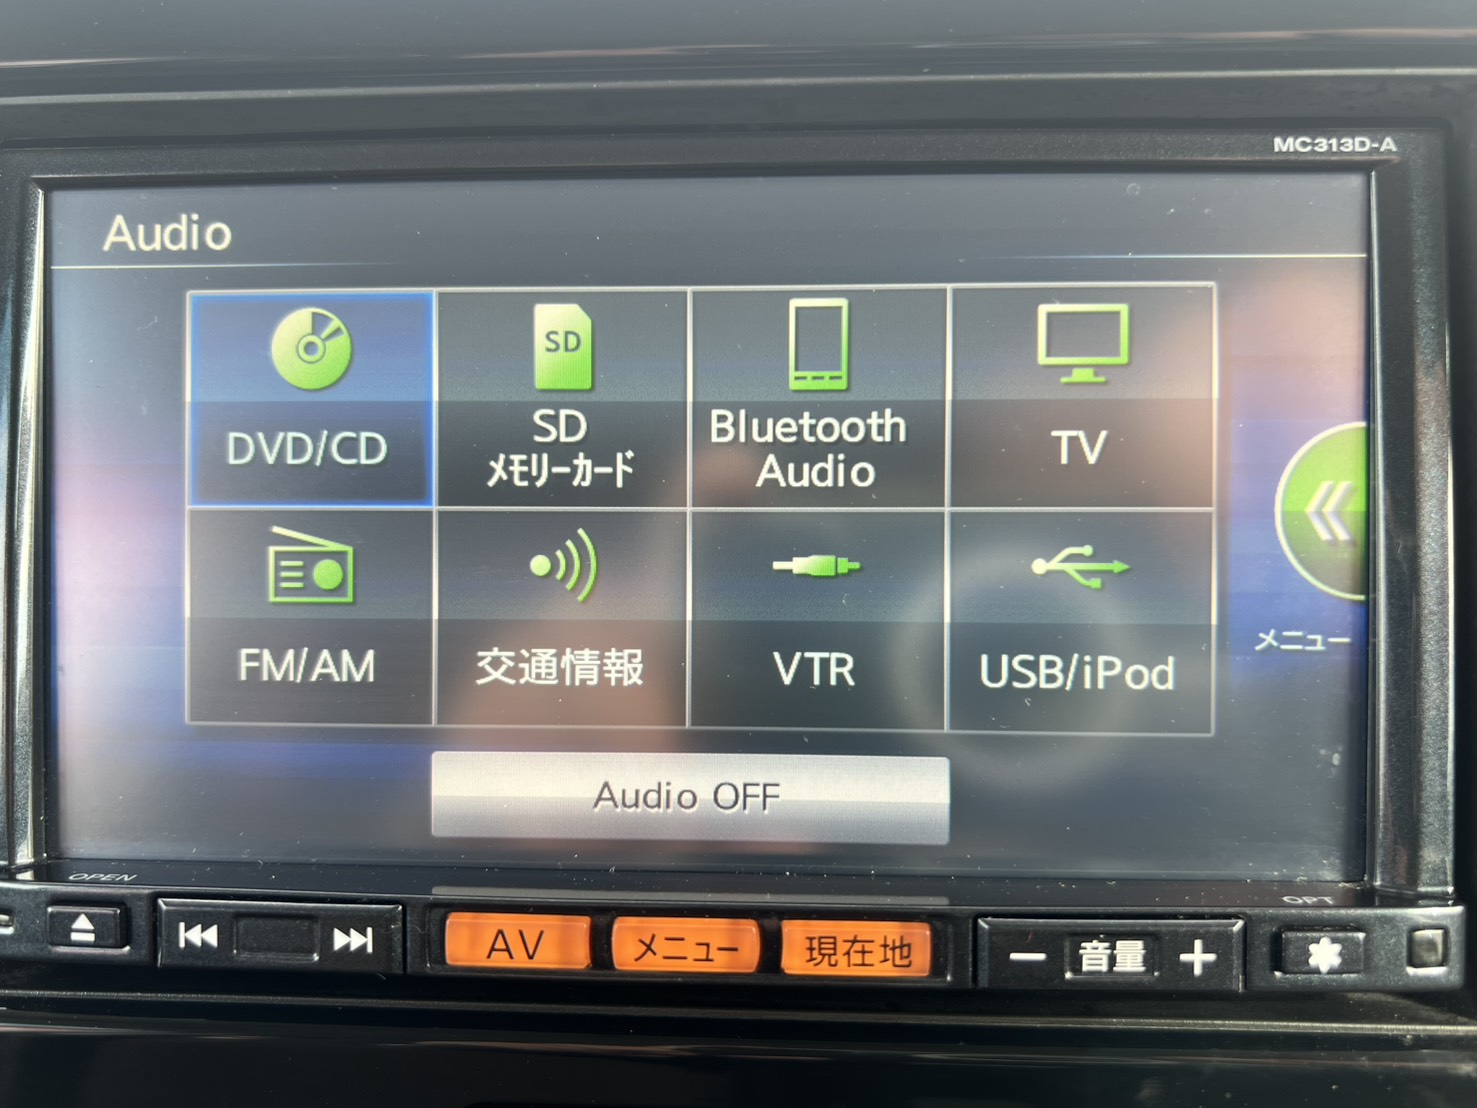 MC313D-A
Audio
DVD/CD
SD
SD
メモリーカード
Bluetooth
Audio
TV
FM/AM
交通情報
VTR
USB/iPod
メニュー
Audio OFF
OPEN
OPT
AV
メニュー
現在地
音量